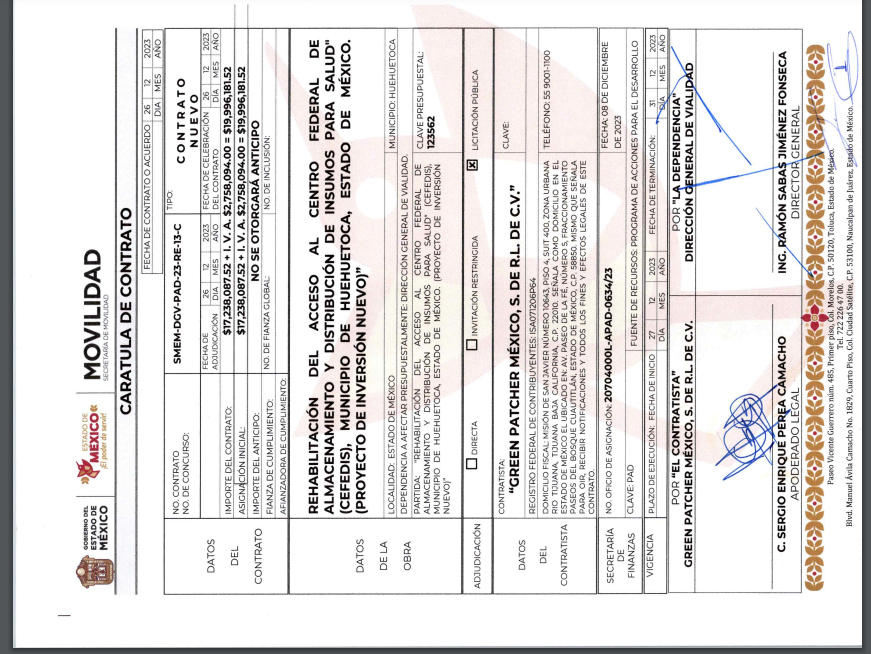 GOBIERNO DEL
ESTADO DE
MÉXICO
ESTADO DE
MÉXICO
¡El poder de servir!
MOVILIDAD
SECRETARÍA DE MOVILIDAD
CARATULA DE CONTRATO
FECHA DE CONTRATO O ACUERDO 26 12 2023
DIA MES AÑO
NO. CONTRATO
NO. DE CONCURSO:
SMEM-DGV-PAD-23-RE-13-C
TIPO:
CONTRATO
NUEVO
DATOS
DEL
CONTRATO
FECHA DE
ADJUDICACIÓN
26 12 2023
DÍA MES AÑO
FECHA DE CELEBRACIÓN
DEL CONTRATO
26 12 2023
DÍA MES AÑO
IMPORTE DEL CONTRATO: $17,238,087.52 + I. V. A. $2,758,094.00 = $19,996,181.52
ASIGNACIÓN INICIAL: $17,238,087.52 + I. V. A. $2,758,094.00 = $19,996,181.52
IMPORTE DEL ANTICIPO: NO SE OTORGARÁ ANTICIPO
FIANZA DE CUMPLIMIENTO: NO. DE FIANZA GLOBAL: NO. DE INCLUSIÓN:
AFIANZADORA DE CUMPLIMIENTO:
DATOS
DE LA
OBRA
REHABILITACIÓN DEL ACCESO AL CENTRO FEDERAL DE
ALMACENAMIENTO Y DISTRIBUCIÓN DE INSUMOS PARA SALUD"
(CEFEDIS), MUNICIPIO DE HUEHUETOCA, ESTADO DE MÉXICO.
(PROYECTO DE INVERSIÓN NUEVO)"
LOCALIDAD: ESTADO DE MÉXICO
MUNICIPIO: HUEHUETOCA
DEPENDENCIA A AFECTAR PRESUPUESTALMENTE: DIRECCIÓN GENERAL DE VIALIDAD.
PARTIDA: "REHABILITACIÓN DEL ACCESO AL CENTRO FEDERAL DE
ALMACENAMIENTO Y DISTRIBUCIÓN DE INSUMOS PARA SALUD" (CEFEDIS),
MUNICIPIO DE HUEHUETOCA, ESTADO DE MÉXICO. (PROYECTO DE INVERSIÓN
NUEVO)"
CLAVE PRESUPUESTAL:
123562
ADJUDICACIÓN
DIRECTA
INVITACIÓN RESTRINGIDA
LICITACIÓN PÚBLICA
DATOS
DEL
CONTRATISTA
CONTRATISTA:
"GREEN PATCHER MÉXICO, S. DE R.L. DE C.V."
CLAVE:
REGISTRO FEDERAL DE CONTRIBUYENTES: ISA071206P64
DOMICILIO FISCAL: MISIÓN DE SAN JAVIER NÚMERO 10643, PISO 4, SUIT 400, ZONA URBANA
RIO TIJUANA, TIJUANA BAJA CALIFORNIA, C.P. 22010. SEÑALA COMO DOMICILIO EN EL
ESTADO DE MÉXICO EL UBICADO EN: AV. PASEO DE LA FÉ, NÚMERO 5, FRACCIONAMIENTO
PASEOS DEL BOSQUE CUAUTITLÁN, ESTADO DE MÉXICO, C.P. 58850. MISMO QUE SEÑALA
PARA OÍR, RECIBIR NOTIFICACIONES Y TODOS LOS FINES Y EFECTOS LEGALES DE ESTE
CONTRATO.
TELÉFONO: 55 9001-1100
SECRETARÍA
DE
FINANZAS
NO. OFICIO DE ASIGNACIÓN: 20704000L-APAD-0634/23
FECHA: 08 DE DICIEMBRE
DE 2023
CLAVE: PAD
FUENTE DE RECURSOS: PROGRAMA DE ACCIONES PARA EL DESARROLLO
VIGENCIA
PLAZO DE EJECUCIÓN: FECHA DE INICIO 27 12 2023
DÍA MES AÑO
FECHA DE TERMINACIÓN: 31 12 2023
DÍA MES AÑO
POR "EL CONTRATISTA"
GREEN PATCHER MÉXICO, S. DE R.L. DE C.V.
C. SERGIO ENRIQUE PEREA CAMACHO
APODERADO LEGAL
POR "LA DEPENDENCIA"
DIRECCIÓN GENERAL DE VIALIDAD
ING. RAMÓN SABAS JIMÉNEZ FONSECA
DIRECTOR GENERAL
Paseo Vicente Guerrero núm. 485, Primer piso, Col. Morelos, C.P. 50120, Toluca, Estado de México.
Tel. 722 226 47 00.
Blvd. Manuel Ávila Camacho No. 1829, Cuarto Piso, Col. Ciudad Satélite, C.P. 53100, Naucalpan de Juárez, Estado de México.